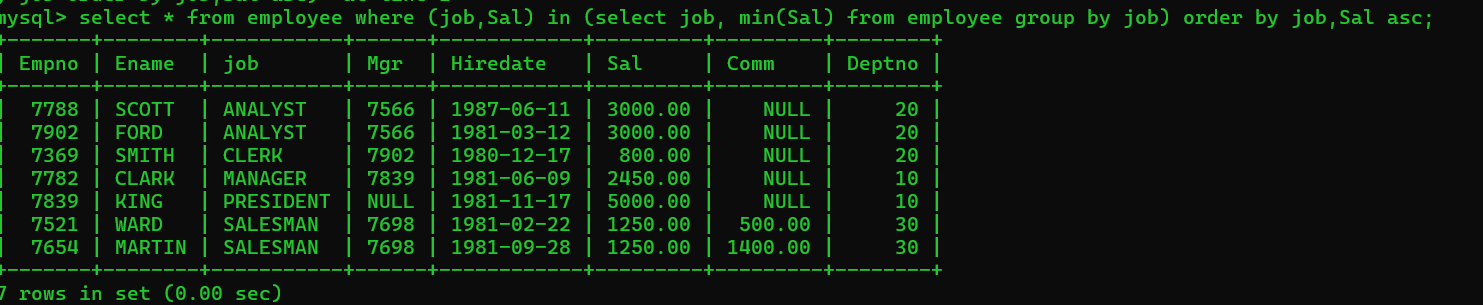 mysql> select * from employee where (job,Sal) in (select job, min(Sal) from employee group by job) order by job,Sal asc;
+-------+--------+-----------+------+------------+---------+---------+--------+
| Empno | Ename  | job       | Mgr  | Hiredate   | Sal     | Comm    | Deptno |
+-------+--------+-----------+------+------------+---------+---------+--------+
|  7788 | SCOTT  | ANALYST   | 7566 | 1987-06-11 | 3000.00 |    NULL |     20 |
|  7902 | FORD   | ANALYST   | 7566 | 1981-03-12 | 3000.00 |    NULL |     20 |
|  7369 | SMITH  | CLERK     | 7902 | 1980-12-17 |  800.00 |    NULL |     20 |
|  7782 | CLARK  | MANAGER   | 7839 | 1981-06-09 | 2450.00 |    NULL |     10 |
|  7839 | KING   | PRESIDENT | NULL | 1981-11-17 | 5000.00 |    NULL |     10 |
|  7521 | WARD   | SALESMAN  | 7698 | 1981-02-22 | 1250.00 |  500.00 |     30 |
|  7654 | MARTIN | SALESMAN  | 7698 | 1981-09-28 | 1250.00 | 1400.00 |     30 |
+-------+--------+-----------+------+------------+---------+---------+--------+
7 rows in set (0.00 sec)